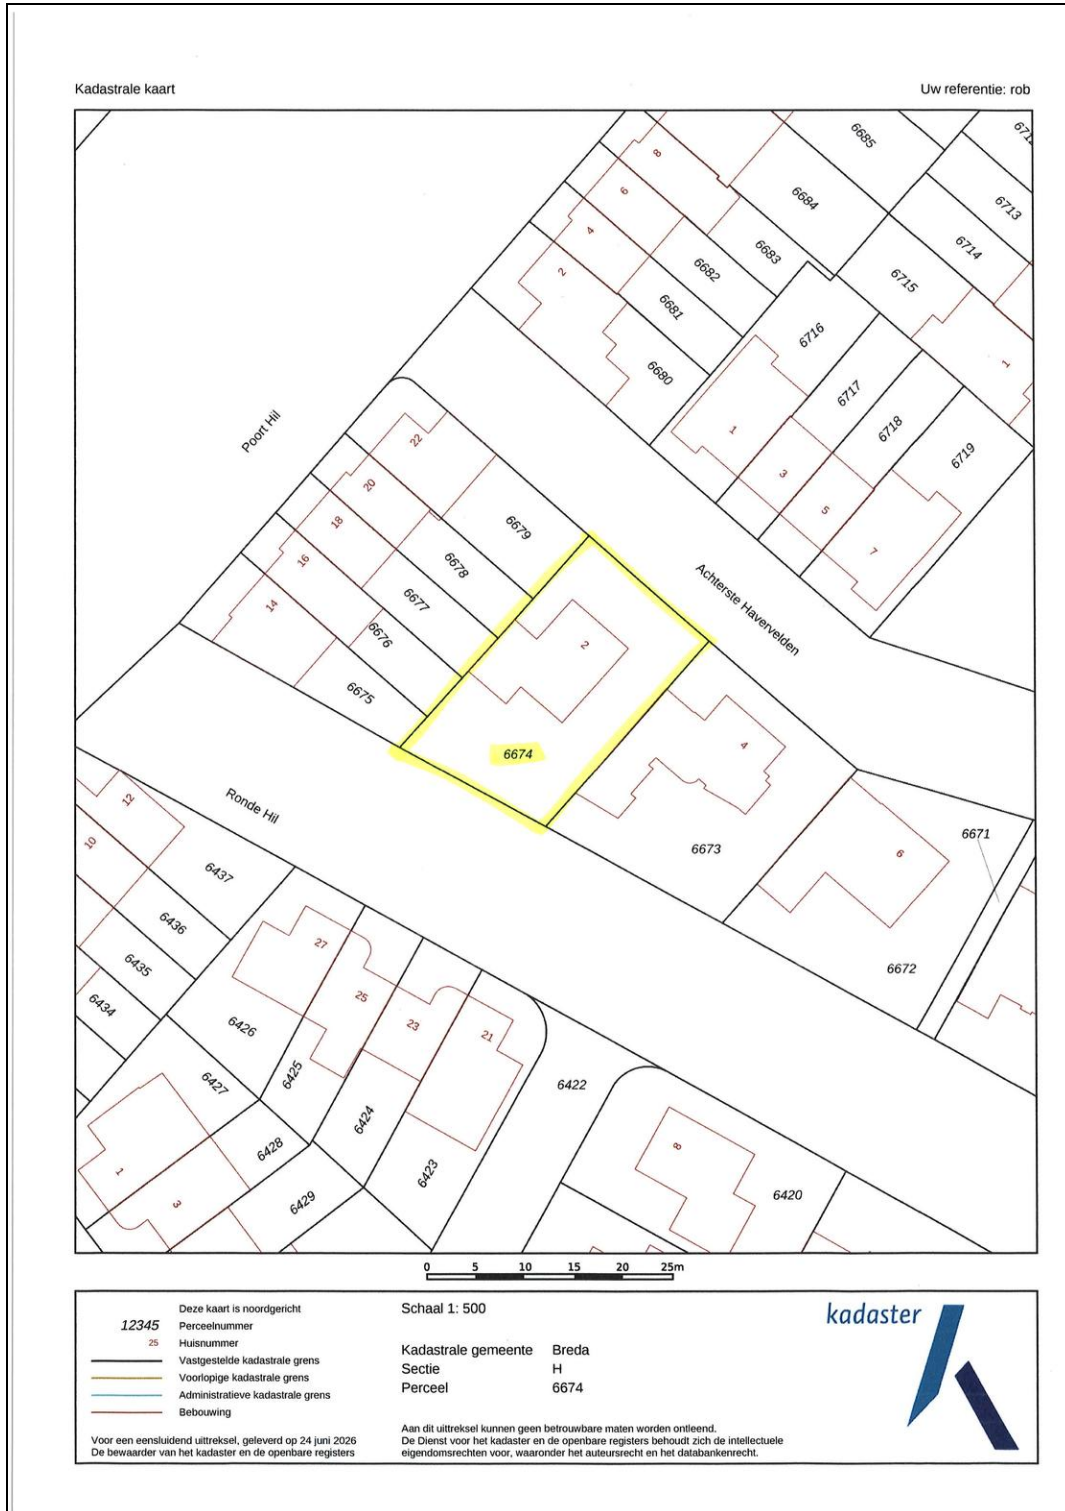 Kadastrale kaart
Uw referentie: rob
6685
8
6
6684
6713
4
6683
6714
2
6682
6715
6681
6716
6680
1
6717
Poort Hil
22
6718
1
6719
20
3
18
6679
5
16
6678
7
14
6677
Achterste Havervelden
6676
2
6675
4
6674
Ronde Hil
12
10
6437
6673
6671
6
6436
27
6435
25
6672
6434
23
21
6426
6425
6422
6427
6424
6428
8
1
6423
6420
3
6429
0 5 10 15 20 25m
Deze kaart is noordgericht
12345 Perceelnummer
25 Huisnummer
Vastgestelde kadastrale grens
Voorlopige kadastrale grens
Administratieve kadastrale grens
Bebouwing
Voor een eensluidend uittreksel, geleverd op 24 juni 2026
De bewaarder van het kadaster en de openbare registers
Schaal 1: 500
Kadastrale gemeente Breda
Sectie H
Perceel 6674
Aan dit uittreksel kunnen geen betrouwbare maten worden ontleend.
De Dienst voor het kadaster en de openbare registers behoudt zich de intellectuele
eigendomsrechten voor, waaronder het auteursrecht en het databankenrecht.
kadaster